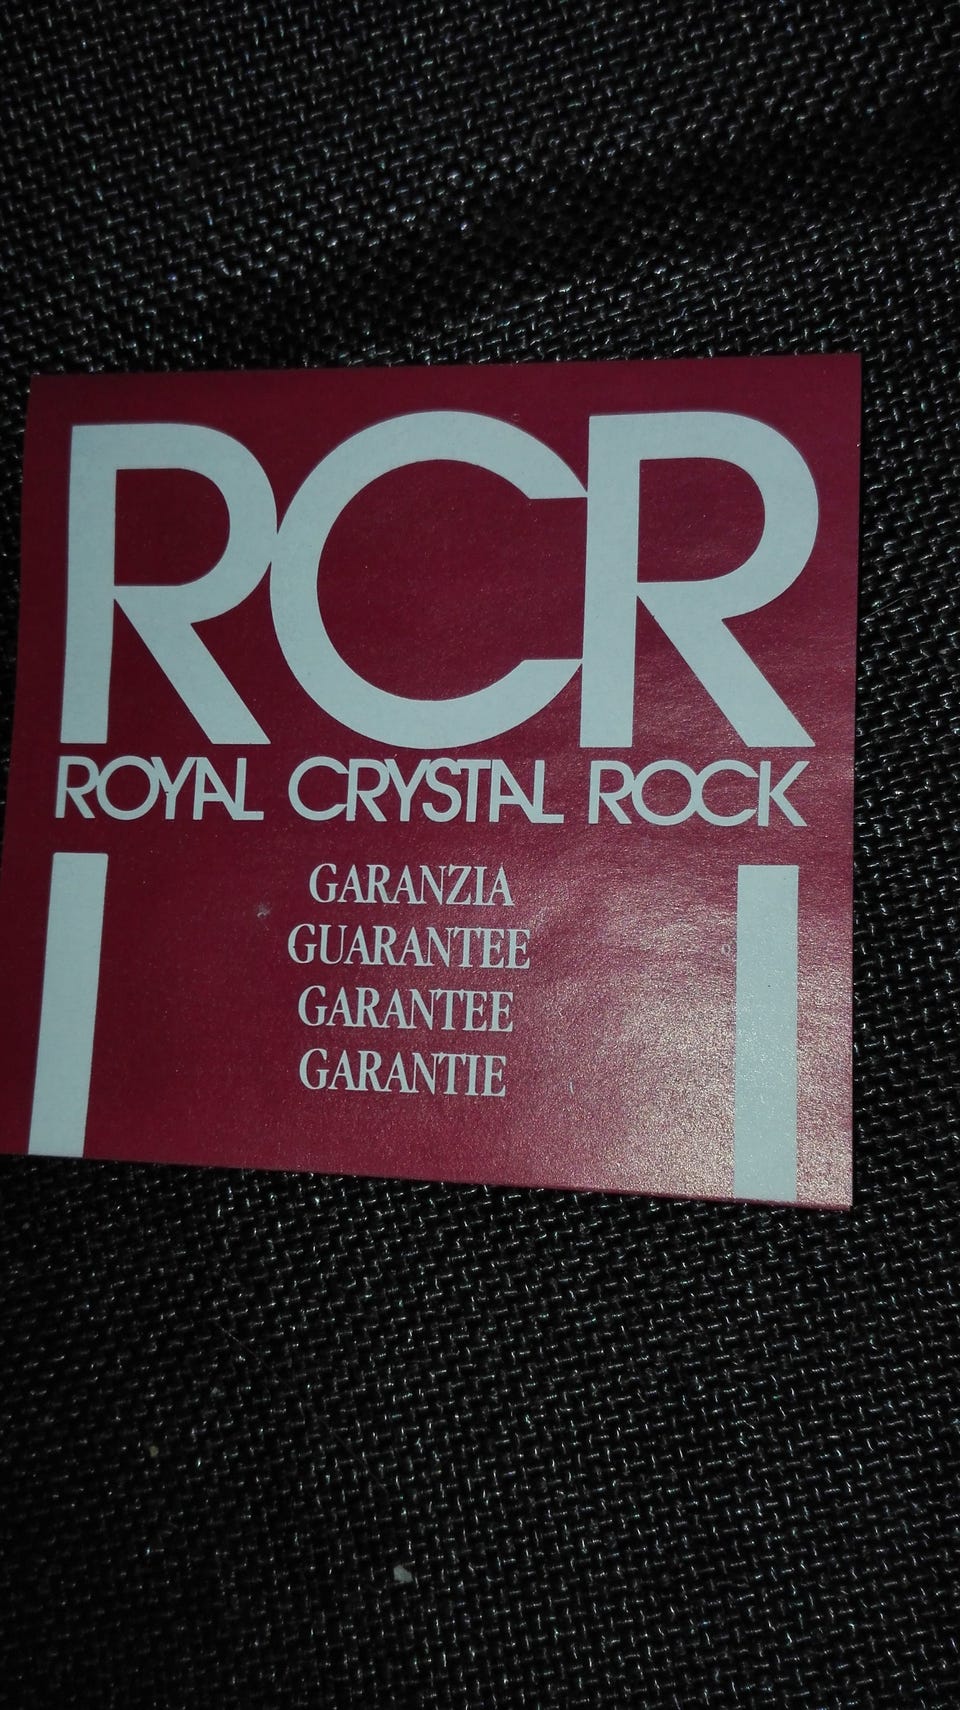 RCR
ROYAL CRYSTAL ROCK
GARANZIA
GUARANTEE
GARANTEE
GARANTIE